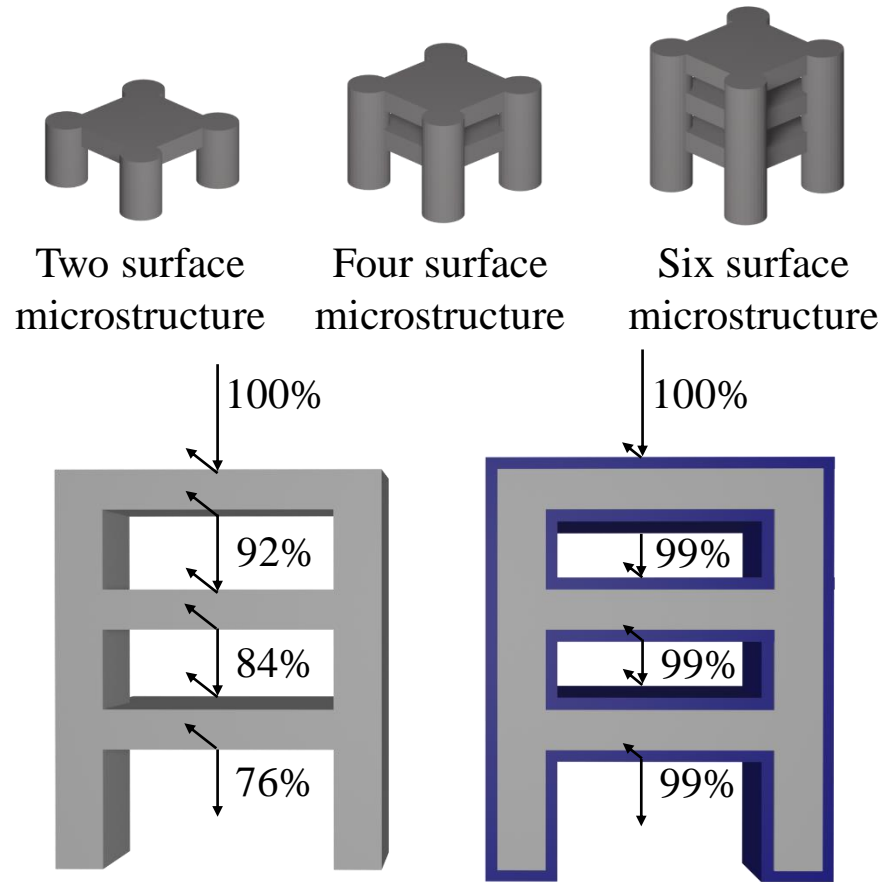 Two surface
microstructure
Four surface
microstructure
Six surface
microstructure
100%
92%
84%
76%
100%
99%
99%
99%